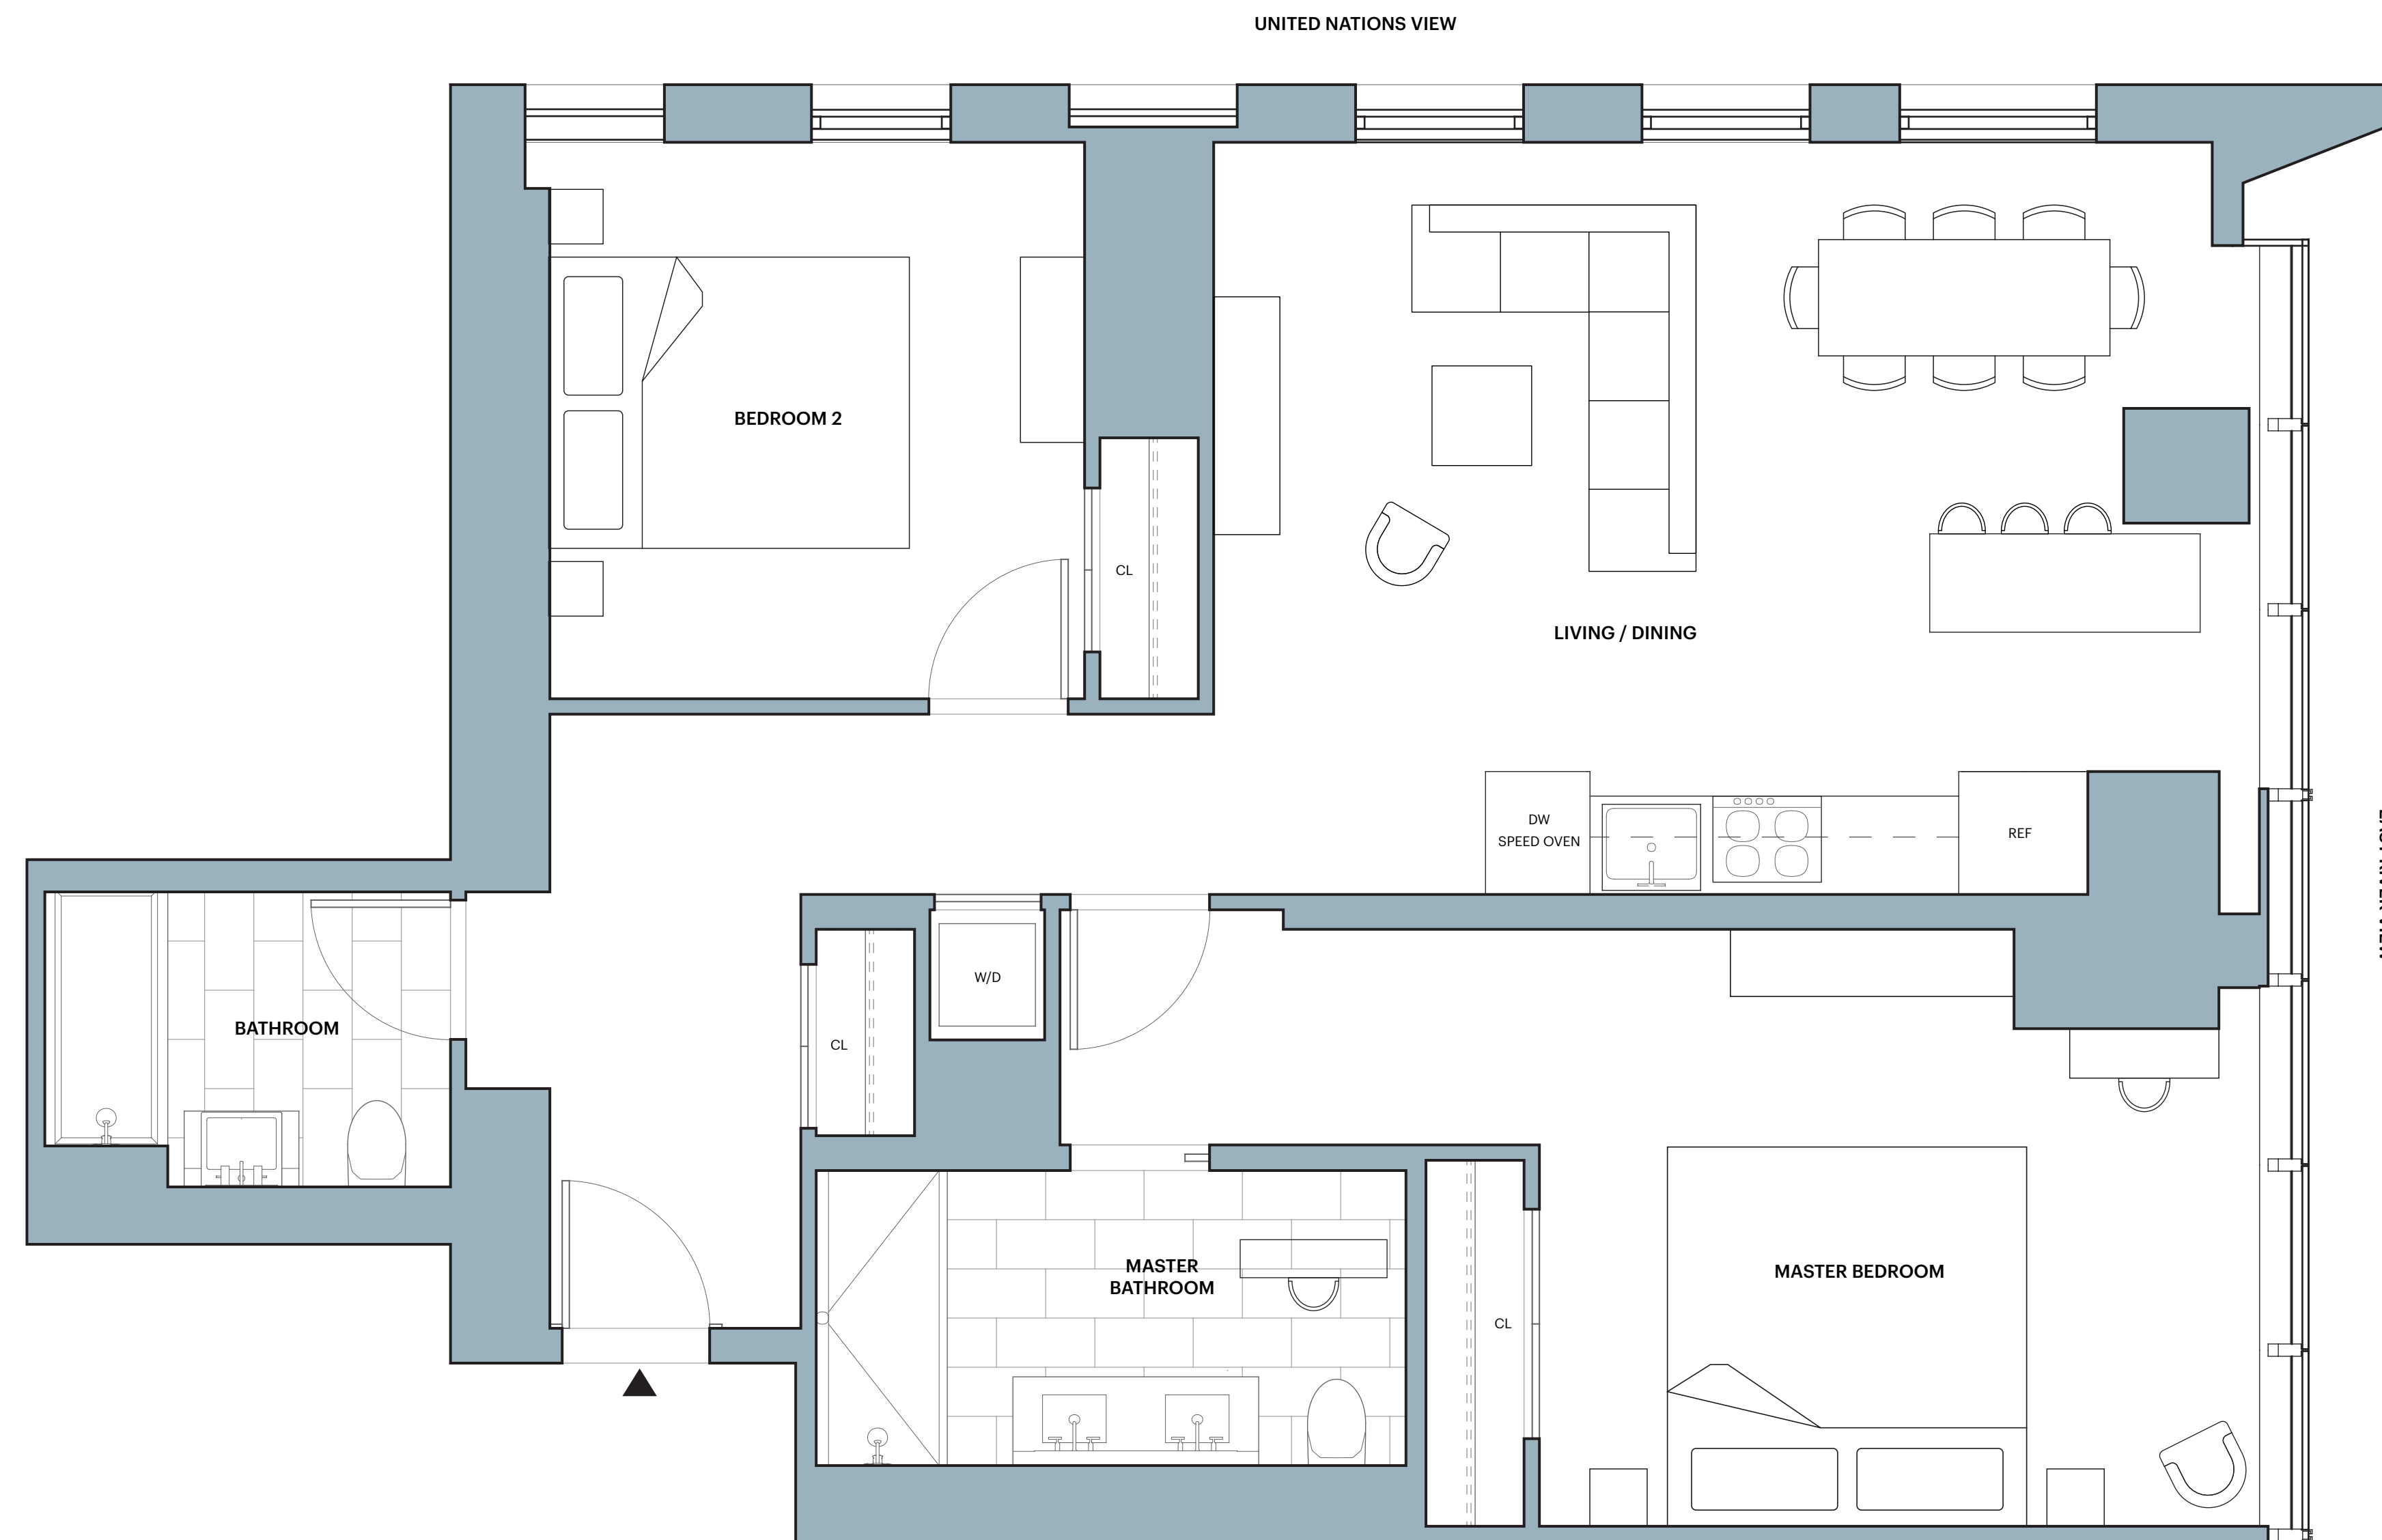 UNITED NATIONS VIEW
BEDROOM 2
CL
LIVING / DINING
DW
SPEED OVEN
REF
BATHROOM
W/D
CL
MASTER
BATHROOM
CL
MASTER BEDROOM